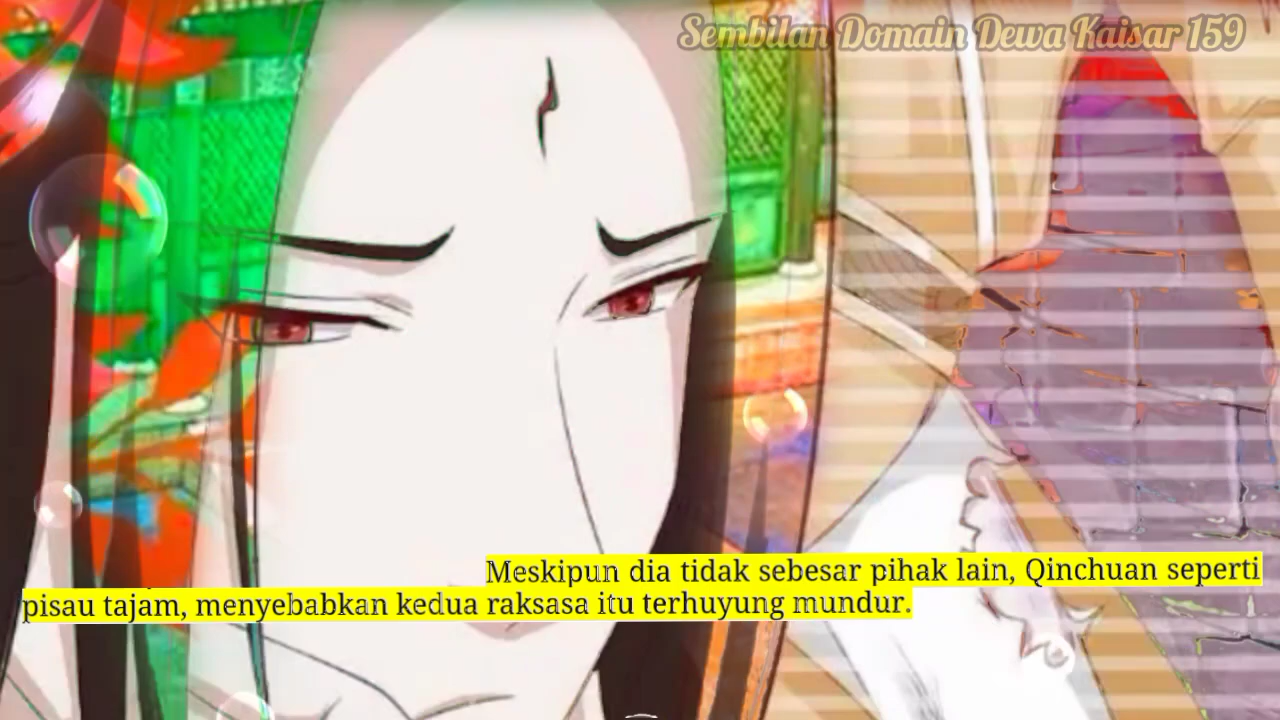 Sembilan Domain Dewa Kaisar 159
Meskipun dia tidak sebesar pihak lain, Qinchuan seperti
pisau tajam, menyebabkan kedua raksasa itu terhuyung mundur.